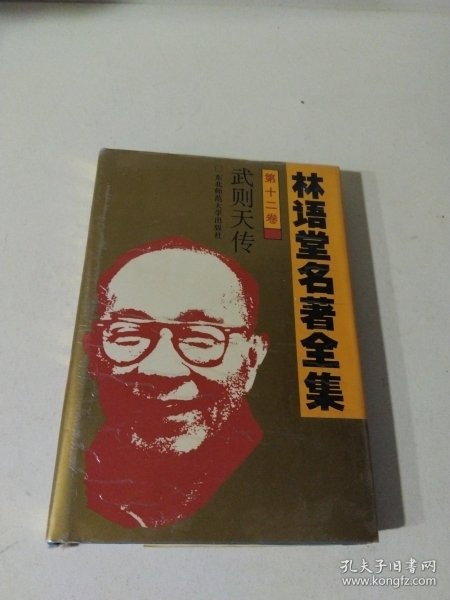 林语堂名著全集
第十二卷
武则天传
东北师范大学出版社
孔夫子旧书网
www.kongfz.com